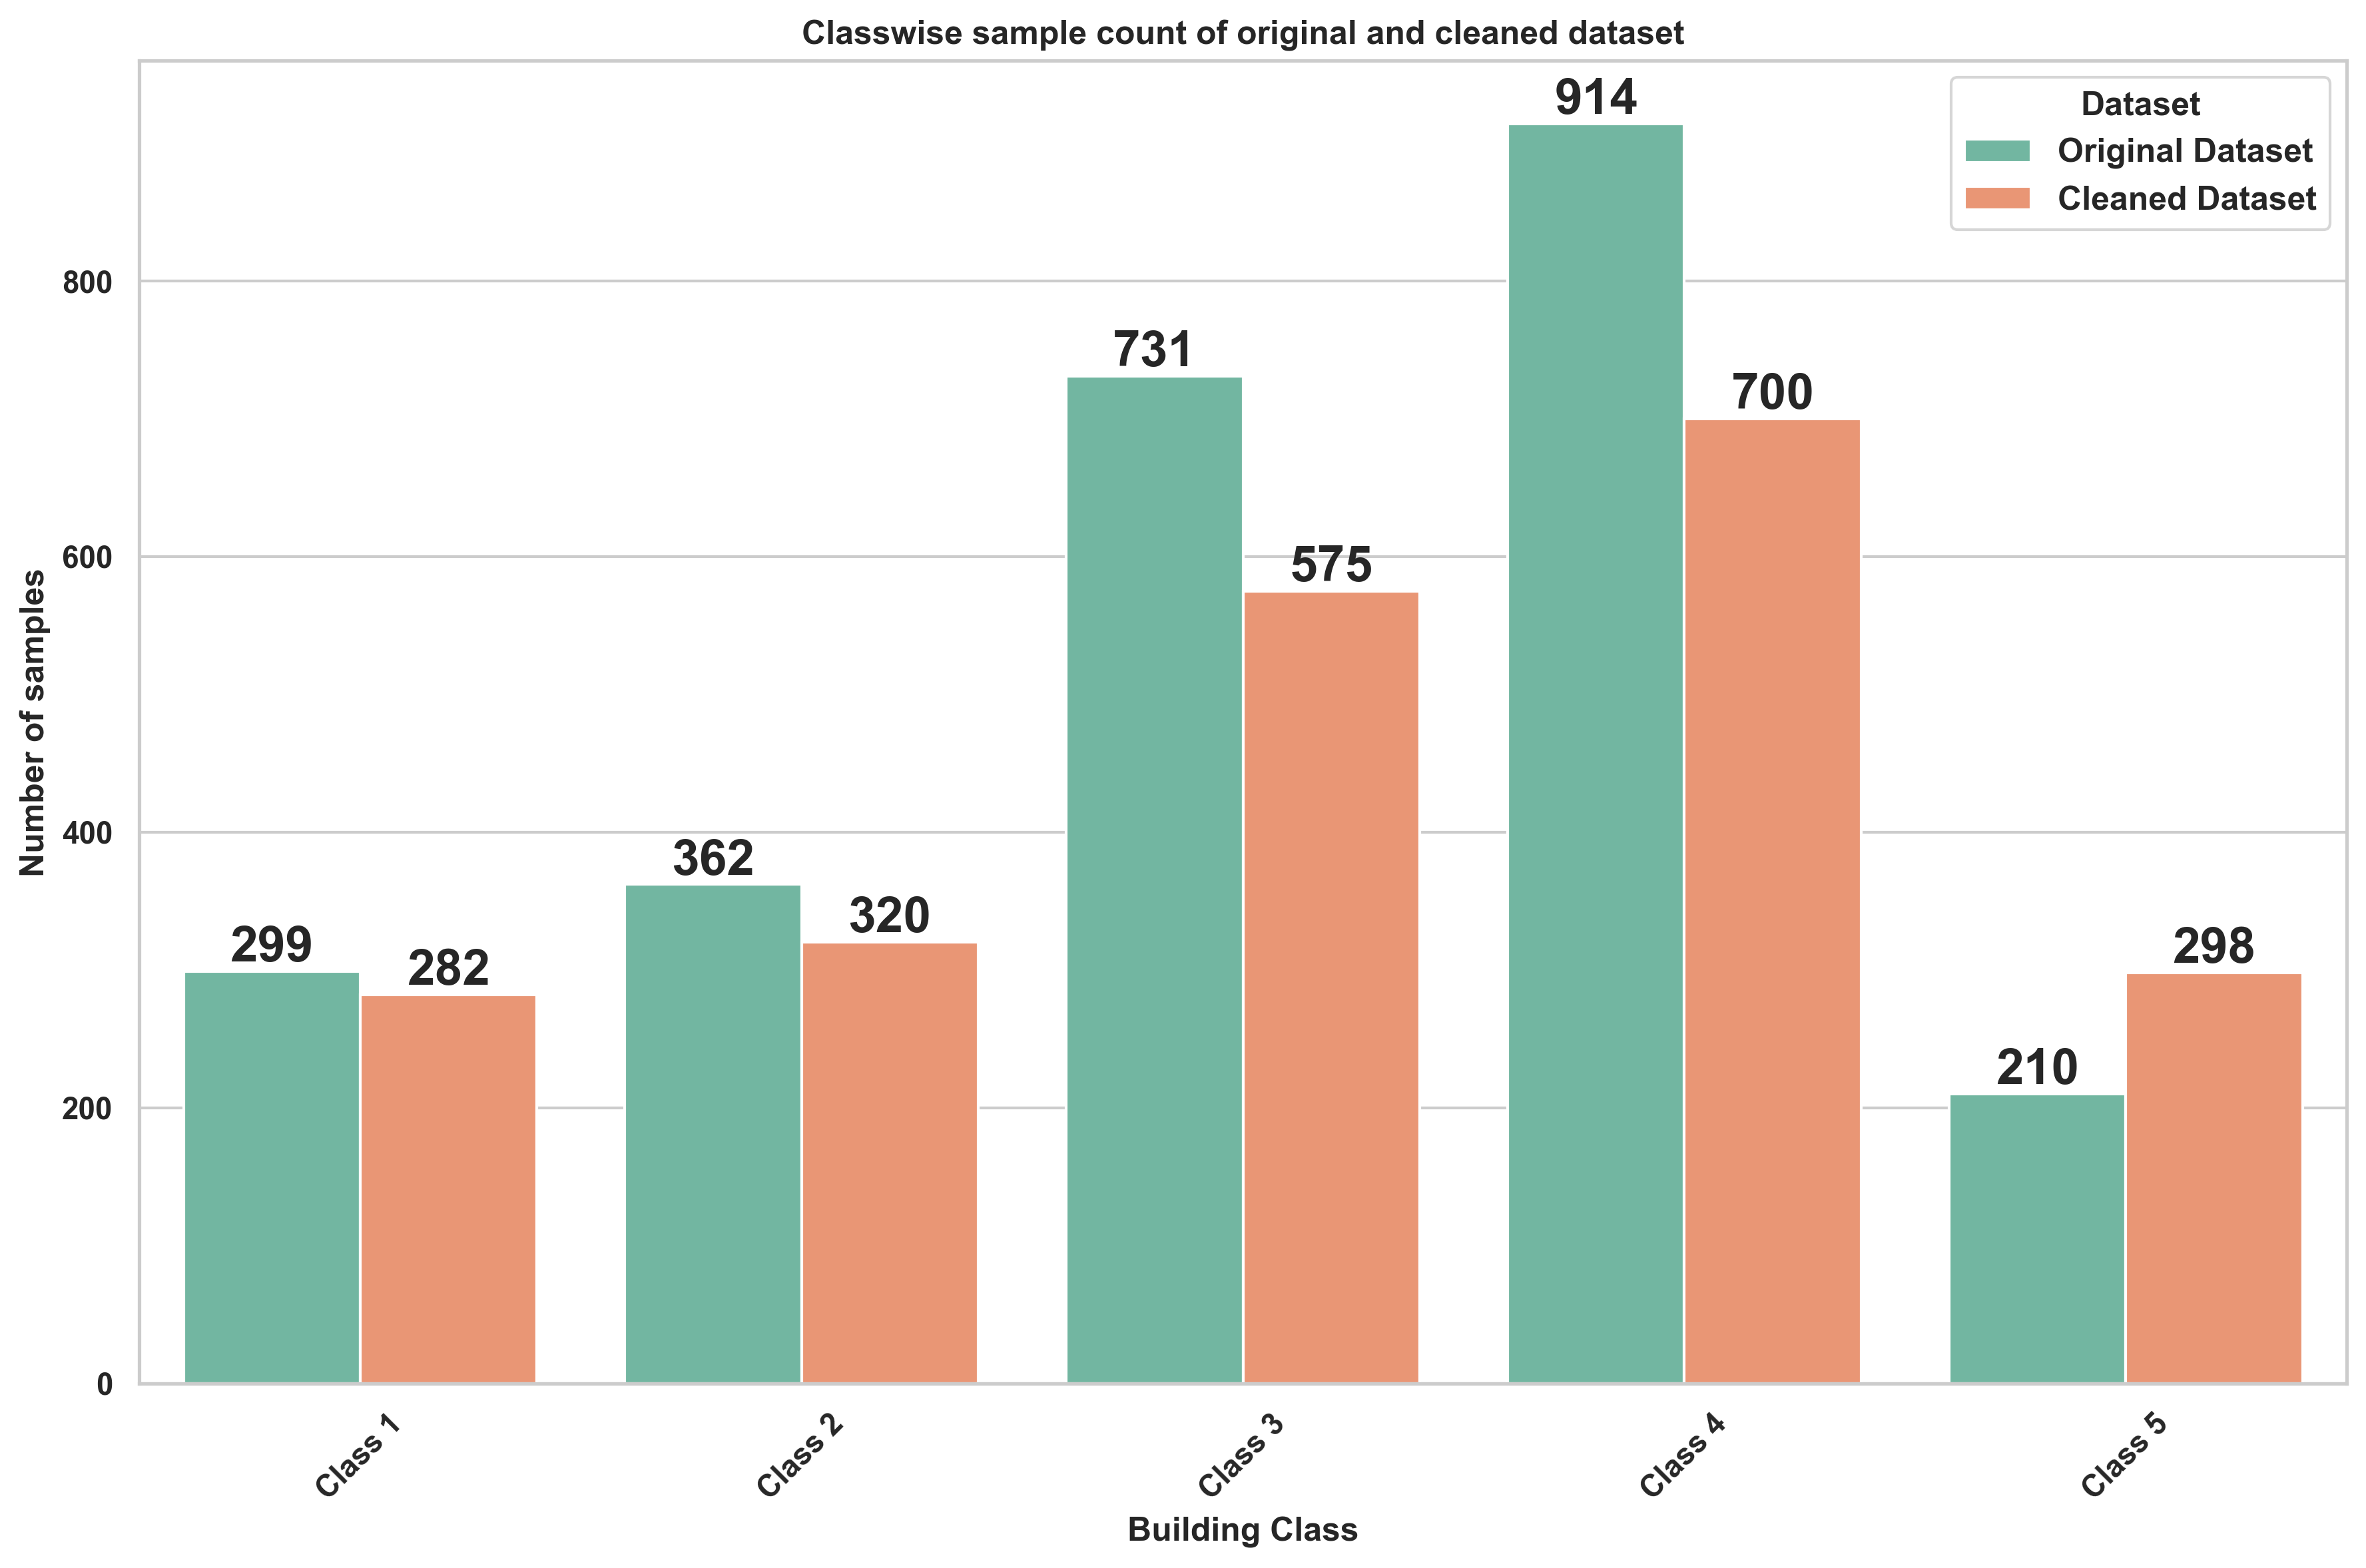 Classwise sample count of original and cleaned dataset
Dataset
Original Dataset
Cleaned Dataset
Number of samples
800
600
400
200
0
299
282
362
320
731
575
914
700
210
298
Class 1
Class 2
Class 3
Class 4
Class 5
Building Class